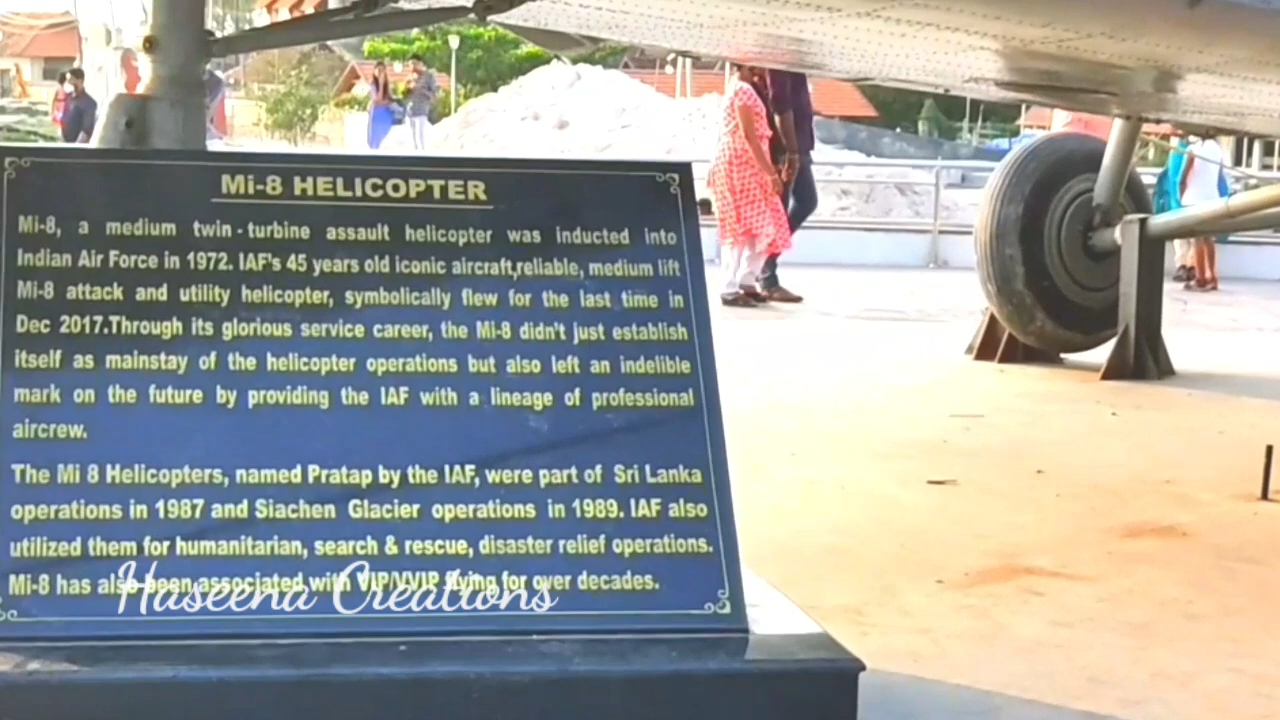 Mi-8 HELICOPTER
Mi-8, a medium twin-turbine assault helicopter was inducted into
Indian Air Force in 1972. IAF's 45 years old iconic aircraft,reliable, medium lift
Mi-8 attack and utility helicopter, symbolically flew for the last time in
Dec 2017.Through its glorious service career, the Mi-8 didn't just establish
itself as mainstay of the helicopter operations but also left an indelible
mark on the future by providing the IAF with a lineage of professional
aircrew.
The Mi 8 Helicopters, named Pratap by the IAF, were part of Sri Lanka
operations in 1987 and Siachen Glacier operations in 1989. IAF also
utilized them for humanitarian, search & rescue, disaster relief operations.
Mi-8 has also been associated with VIP/VVIP flying for over decades.
Haseena Creations